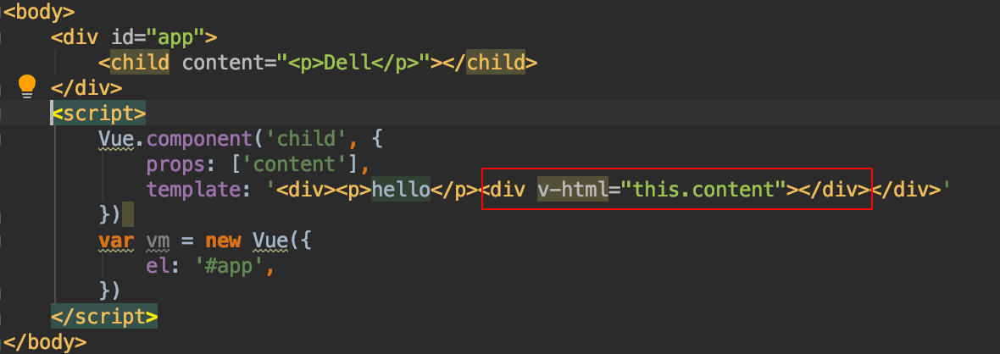 <body>
<div id="app">
<child content="<p>Dell</p>"></child>
</div>
<script>
Vue.component('child', {
props: ['content'],
template: '<div><p>hello</p><div v-html="this.content"></div></div>'
})
var vm = new Vue({
el: '#app',
})
</script>
</body>